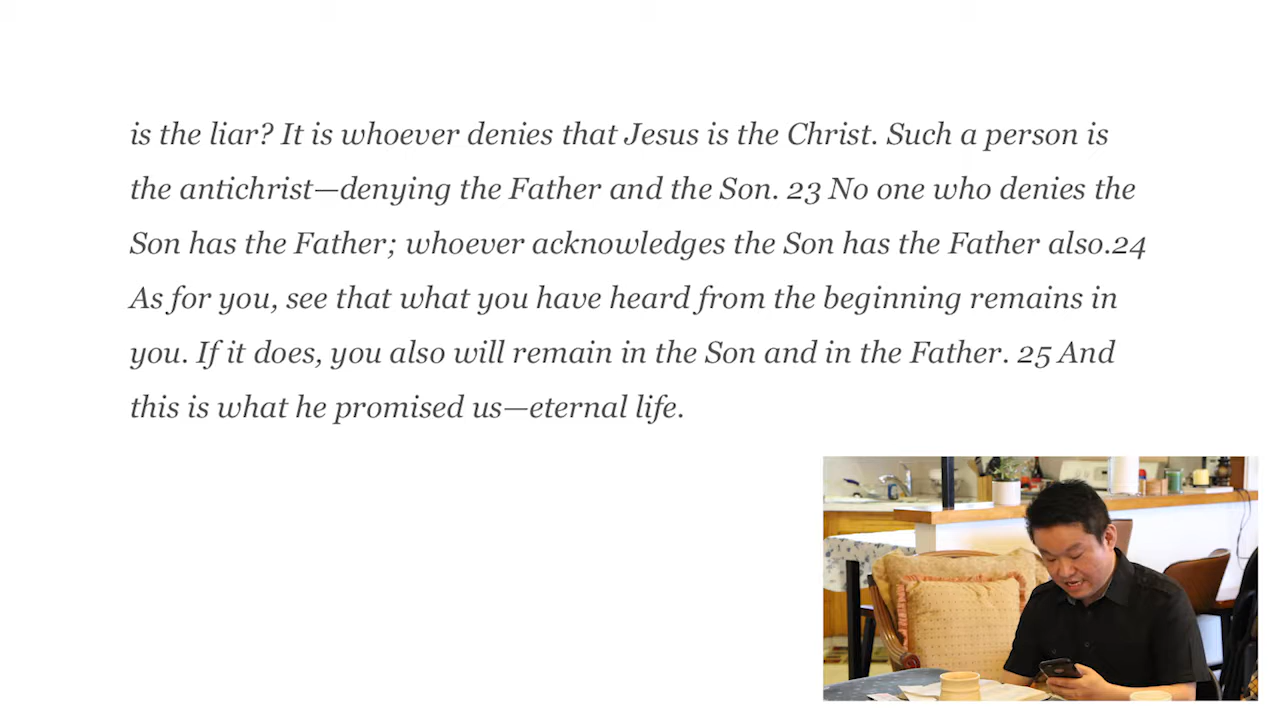 is the liar? It is whoever denies that Jesus is the Christ. Such a person is
the antichrist—denying the Father and the Son. 23 No one who denies the
Son has the Father; whoever acknowledges the Son has the Father also.24
As for you, see that what you have heard from the beginning remains in
you. If it does, you also will remain in the Son and in the Father. 25 And
this is what he promised us—eternal life.